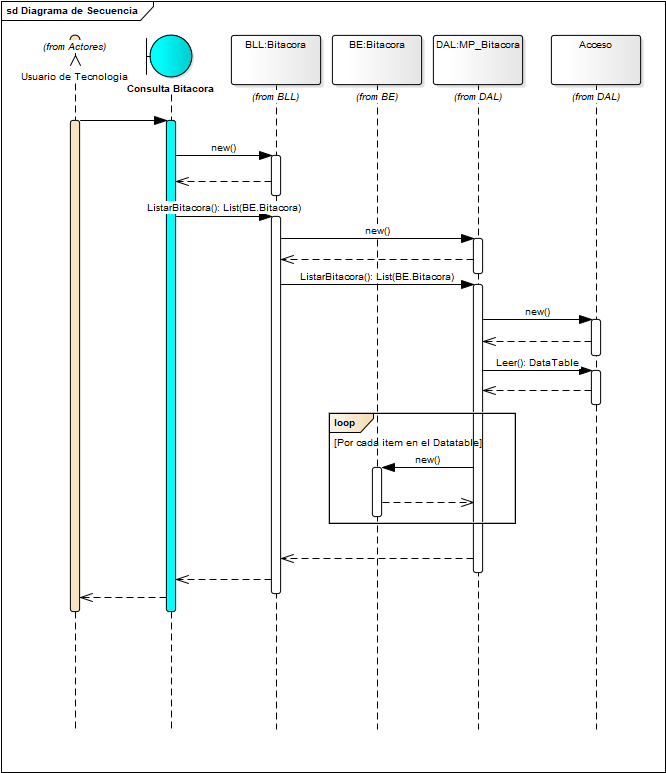 sd Diagrama de Secuencia
(from Actores)
Usuario de Tecnologia
Consulta Bitacora
BLL:Bitacora
(from BLL)
BE:Bitacora
(from BE)
DAL:MP_Bitacora
(from DAL)
Acceso
(from DAL)
new()
ListarBitacora(): List(BE.Bitacora)
new()
ListarBitacora(): List(BE.Bitacora)
new()
Leer(): DataTable
loop
[Por cada item en el Datatable]
new()